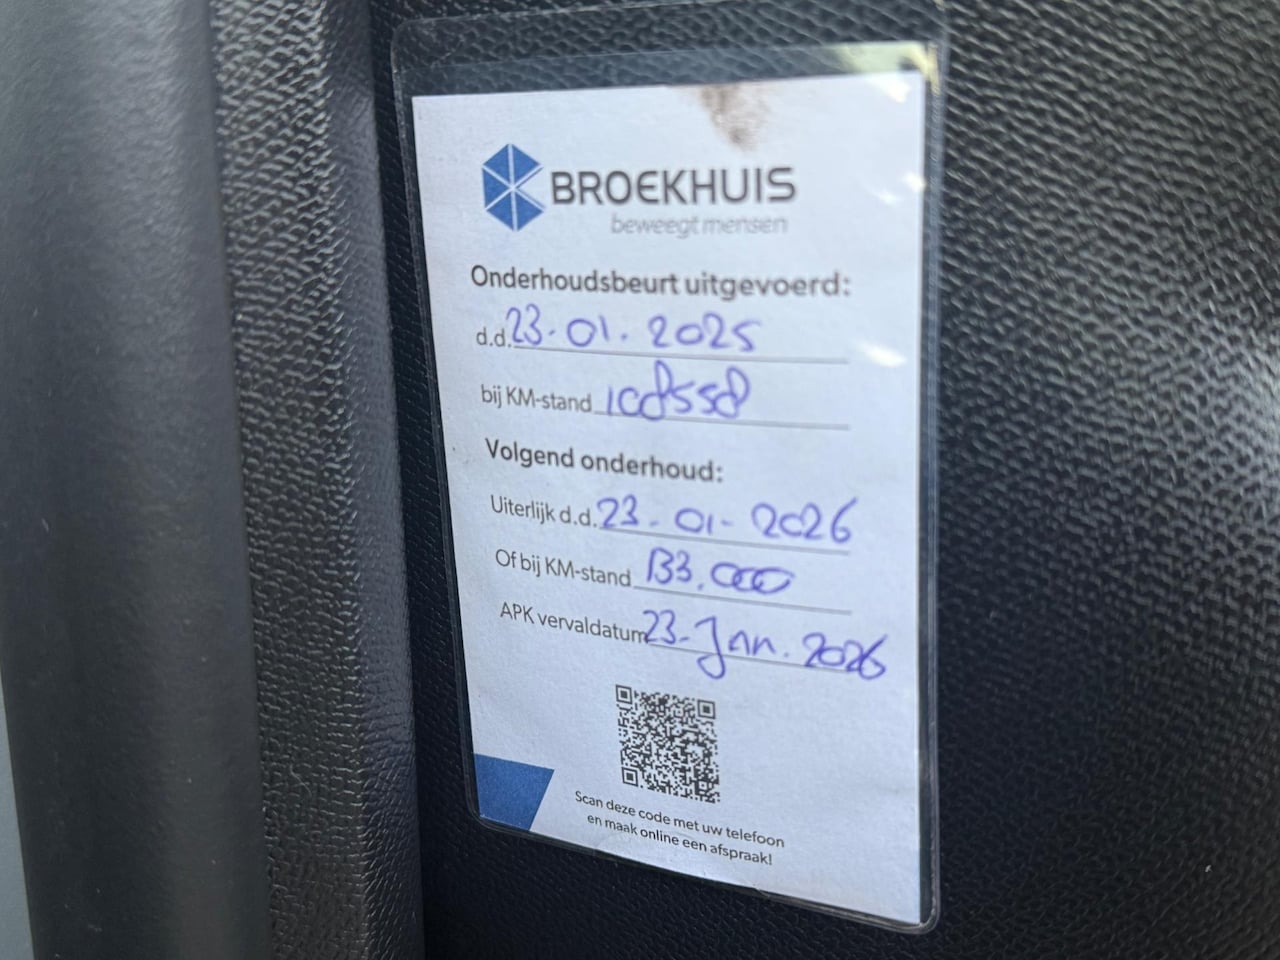 BROEKHUIS
beweegt mensen
Onderhoudsbeurt uitgevoerd:
d.d. 23-01.2025
bij KM-stand 108558
Volgend onderhoud:
Uiterlijk d.d. 23-01-2026
Of bij KM-stand 133.000
APK vervaldatum 23-Jan.2026
Scan deze code met uw telefoon
en maak online een afspraak!